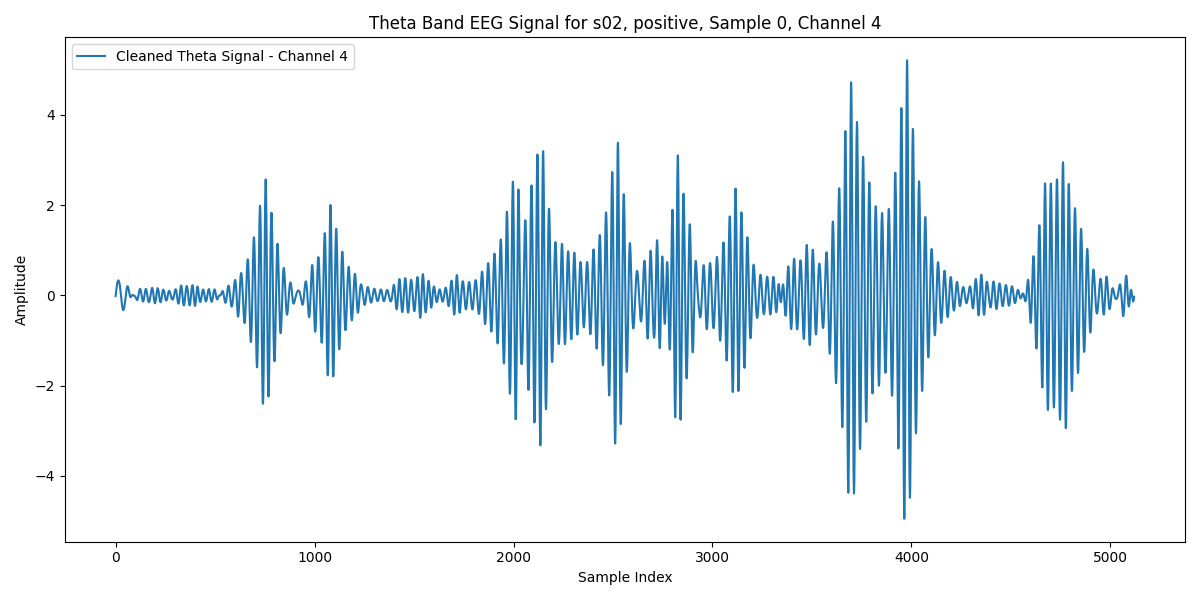 Theta Band EEG Signal for s02, positive, Sample 0, Channel 4
Cleaned Theta Signal - Channel 4
Amplitude
4
2
0
−2
−4
0 1000 2000 3000 4000 5000
Sample Index